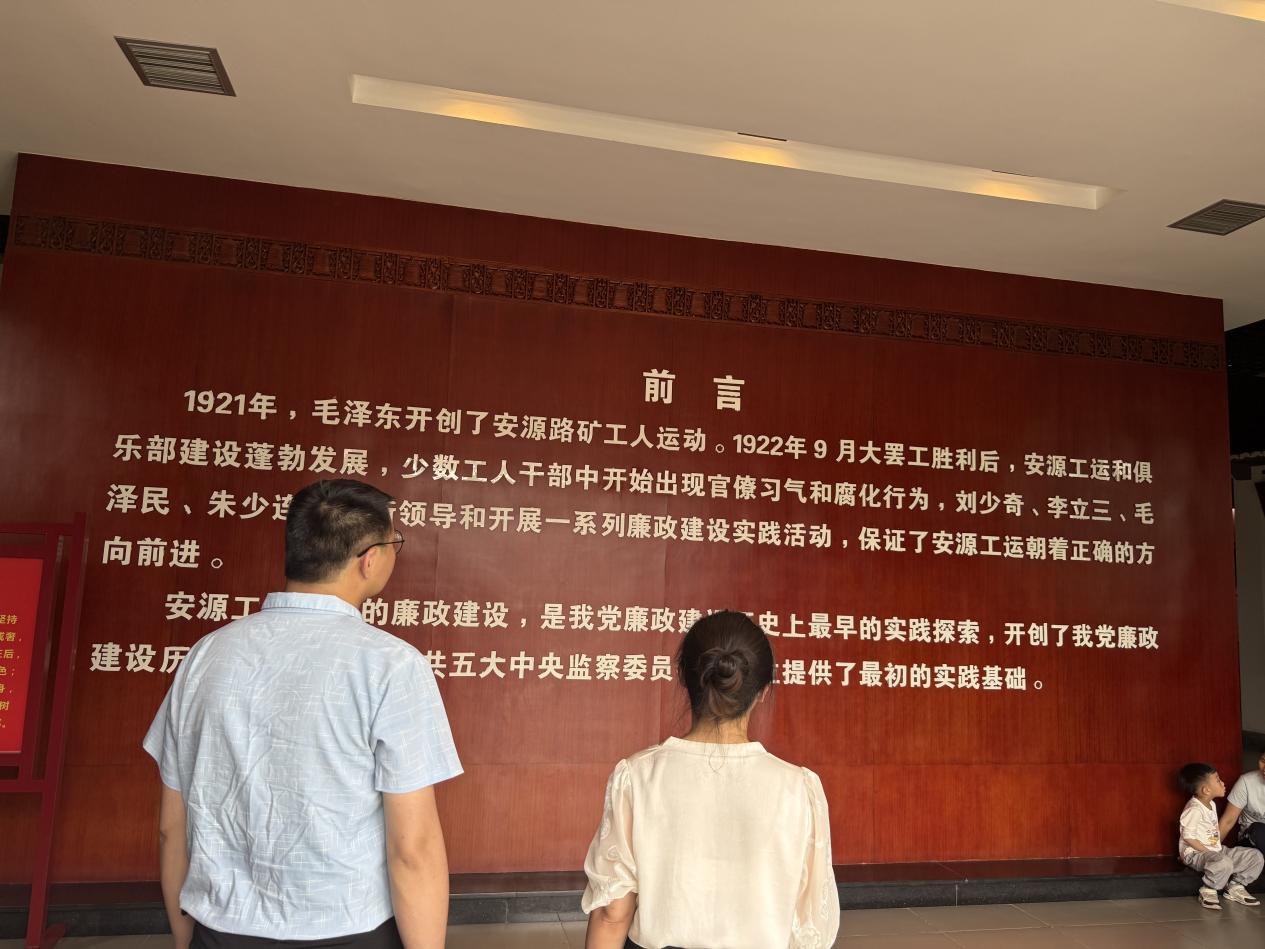 前 言
1921年，毛泽东开创了安源路矿工人运动。1922年9月大罢工胜利后，安源工运和俱
乐部建设蓬勃发展，少数工人干部中开始出现官僚习气和腐化行为，刘少奇、李立三、毛
泽民、朱少连 领导和开展一系列廉政建设实践活动，保证了安源工运朝着正确的方
向前进。
安源工 的廉政建设，是我党廉政建 史上最早的实践探索，开创了我党廉政
建设历 共五大中央监察委员 提供了最初的实践基础。
坚持
后，
色；
树